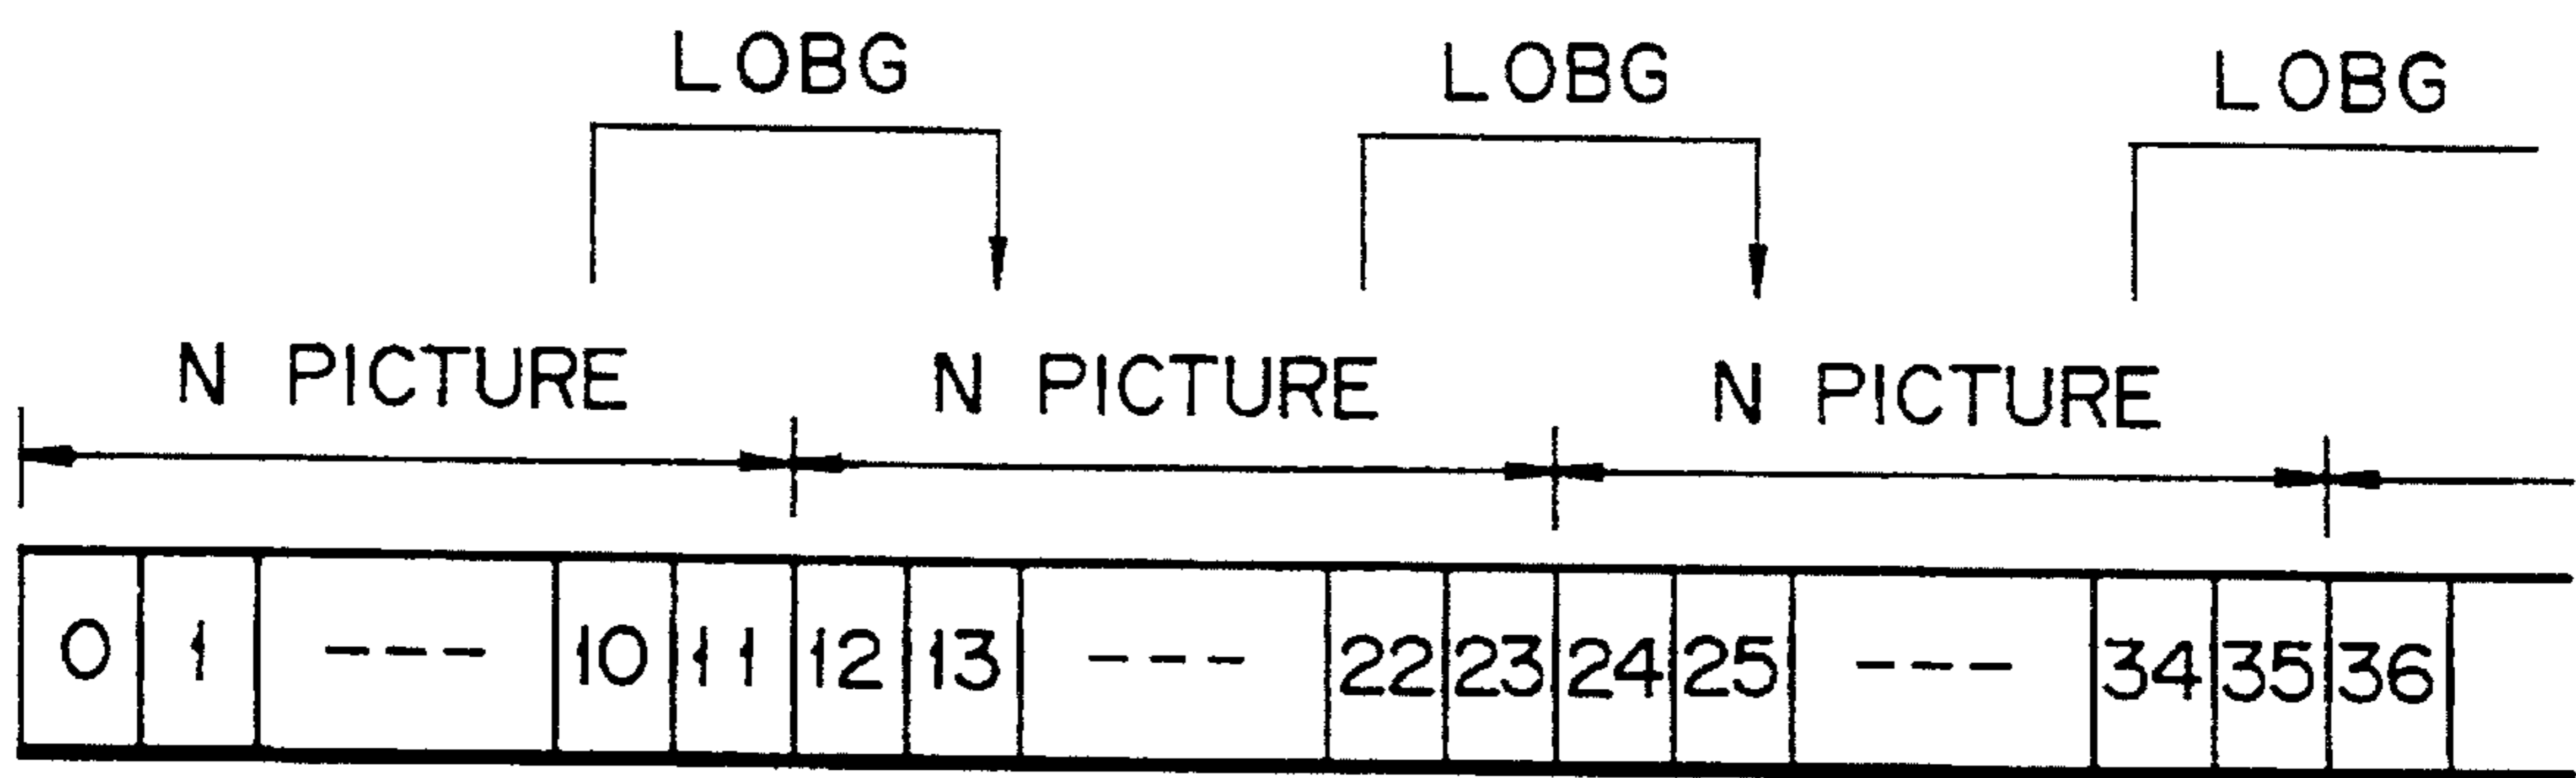 LOBG LOBG LOBG
N PICTURE N PICTURE N PICTURE
0 1 --- 10 11 12 13 --- 22 23 24 25 --- 34 35 36